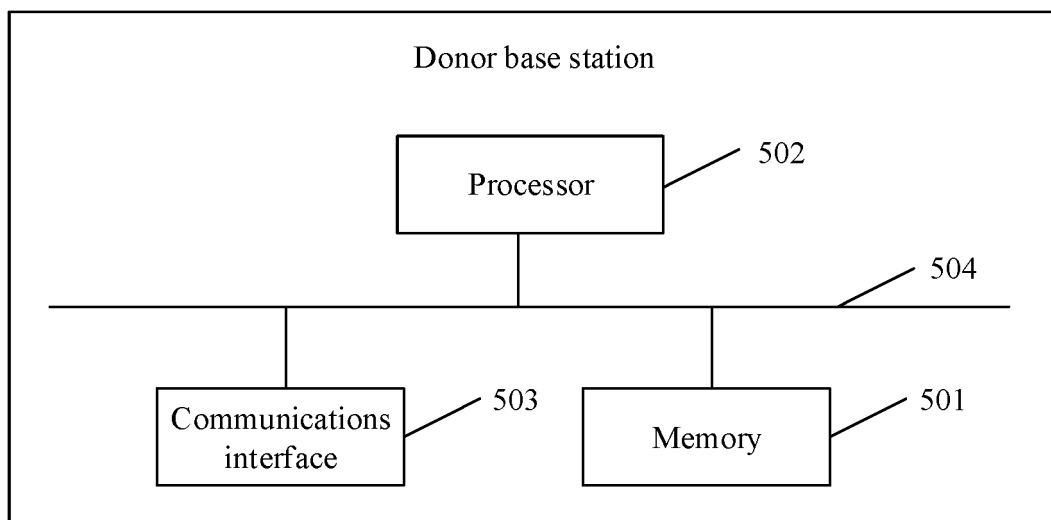 Donor base station
502
Processor
504
Communications
interface
503
Memory
501